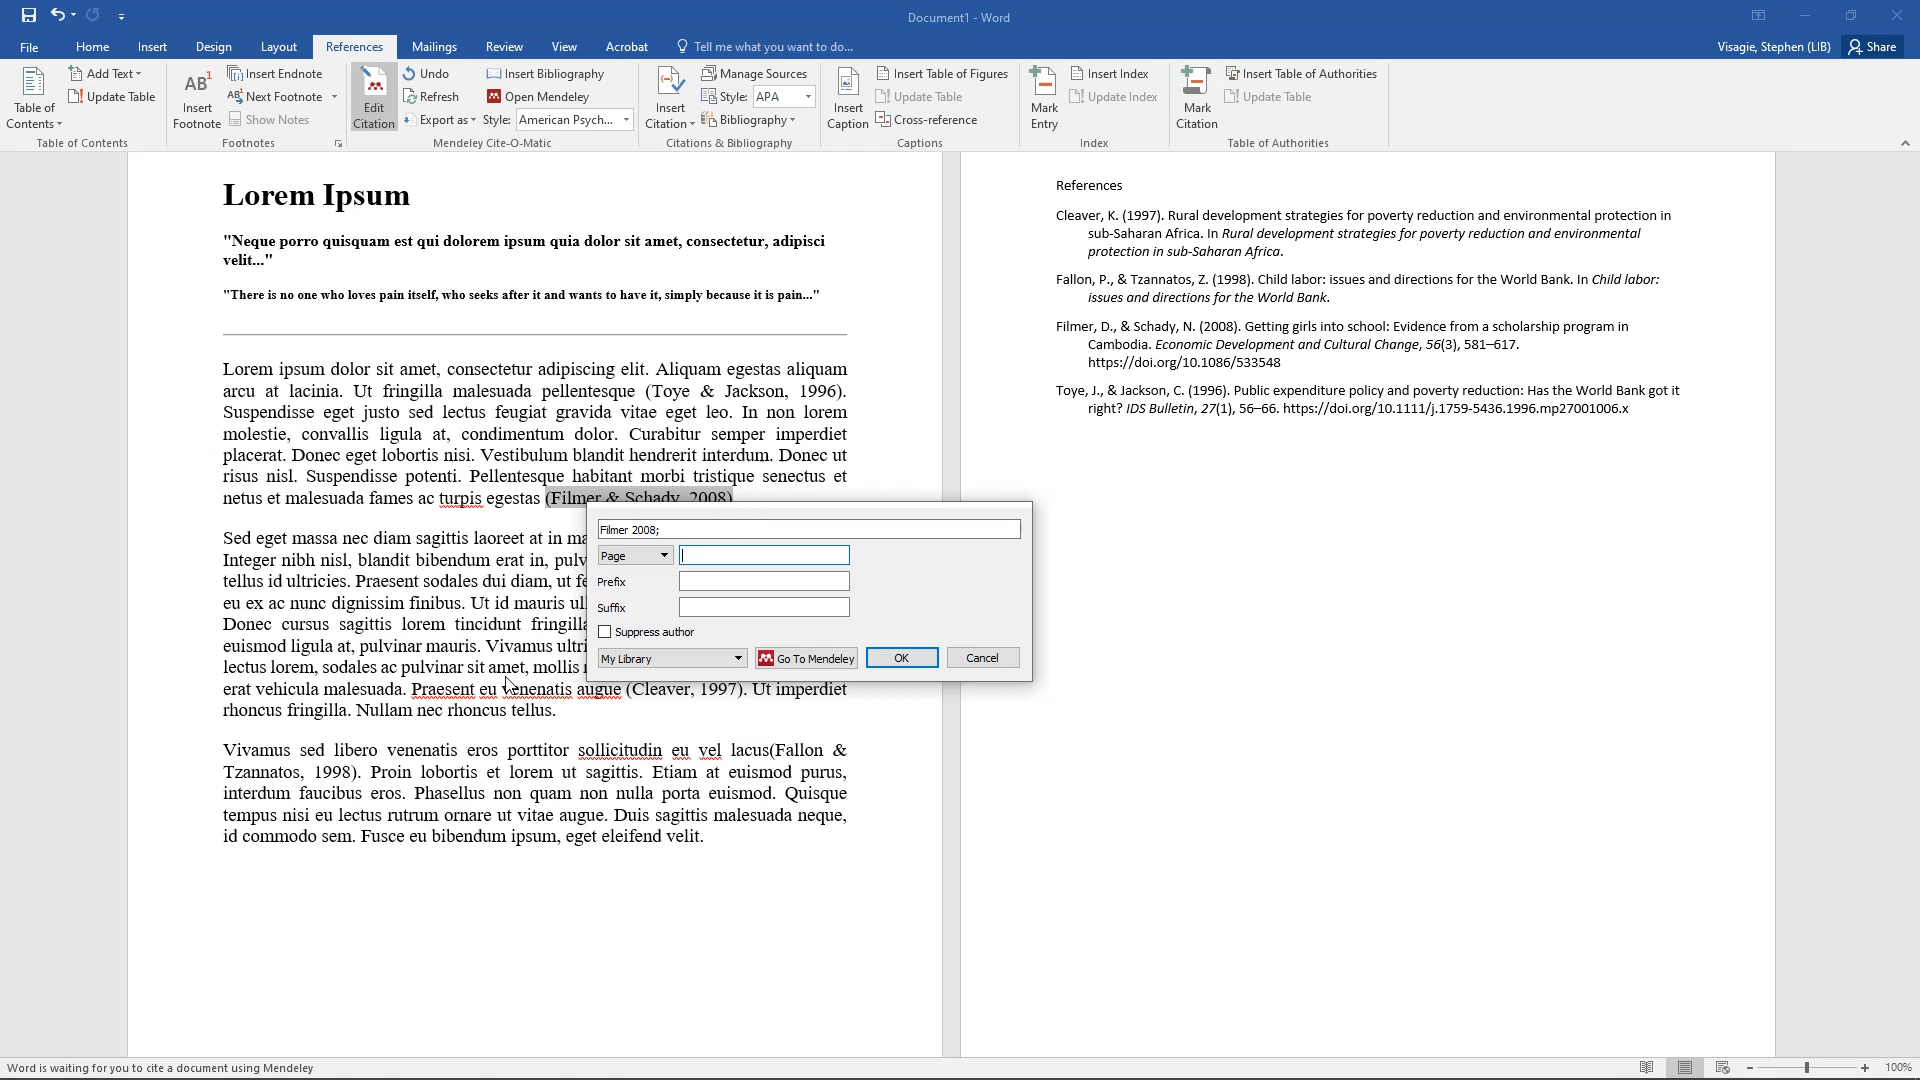 Document1 - Word
File Home Insert Design Layout References Mailings Review View Acrobat Tell me what you want to do... Visagie, Stephen (LIB) Share
Table of Contents
Add Text
Update Table
Table of Contents
AB1
Insert Footnote
Insert Endnote
Next Footnote
Show Notes
Footnotes
Edit Citation
Undo
Refresh
Export as
Insert Bibliography
Open Mendeley
Style: American Psych...
Mendeley Cite-O-Matic
Insert Citation
Manage Sources
Style: APA
Bibliography
Citations & Bibliography
Insert Caption
Insert Table of Figures
Update Table
Cross-reference
Captions
Mark Entry
Insert Index
Update Index
Index
Mark Citation
Insert Table of Authorities
Update Table
Table of Authorities
Lorem Ipsum
"Neque porro quisquam est qui dolorem ipsum quia dolor sit amet, consectetur, adipisci
velit..."
"There is no one who loves pain itself, who seeks after it and wants to have it, simply because it is pain..."
Lorem ipsum dolor sit amet, consectetur adipiscing elit. Aliquam egestas aliquam
arcu at lacinia. Ut fringilla malesuada pellentesque (Toye & Jackson, 1996).
Suspendisse eget justo sed lectus feugiat gravida vitae eget leo. In non lorem
molestie, convallis ligula at, condimentum dolor. Curabitur semper imperdiet
placerat. Donec eget lobortis nisi. Vestibulum blandit hendrerit interdum. Donec ut
risus nisl. Suspendisse potenti. Pellentesque habitant morbi tristique senectus et
netus et malesuada fames ac turpis egestas (Filmer & Schady, 2008)
Sed eget massa nec diam sagittis laoreet at in
Integer nibh nisl, blandit bibendum erat in,
tellus id ultricies. Praesent sodales dui diam, ut
eu ex ac nunc dignissim finibus. Ut id mauris
Donec cursus sagittis lorem tincidunt
euismod ligula at, pulvinar mauris. Vivamus
lectus lorem, sodales ac pulvinar sit amet, mollis
erat vehicula malesuada. Praesent eu venenatis augue (Cleaver, 1997). Ut imperdiet
rhoncus fringilla. Nullam nec rhoncus tellus.
Vivamus sed libero venenatis eros porttitor sollicitudin eu vel lacus(Fallon &
Tzannatos, 1998). Proin lobortis et lorem ut sagittis. Etiam at euismod purus,
interdum faucibus eros. Phasellus non quam non nulla porta euismod. Quisque
tempus nisi eu lectus rutrum ornare ut vitae augue. Duis sagittis malesuada neque,
id commodo sem. Fusce eu bibendum ipsum, eget eleifend velit.
Filmer 2008;
Page
Prefix
Suffix
Suppress author
My Library Go To Mendeley OK Cancel
References
Cleaver, K. (1997). Rural development strategies for poverty reduction and environmental protection in
sub-Saharan Africa. In Rural development strategies for poverty reduction and environmental
protection in sub-Saharan Africa.
Fallon, P., & Tzannatos, Z. (1998). Child labor: issues and directions for the World Bank. In Child labor:
issues and directions for the World Bank.
Filmer, D., & Schady, N. (2008). Getting girls into school: Evidence from a scholarship program in
Cambodia. Economic Development and Cultural Change, 56(3), 581–617.
https://doi.org/10.1086/533548
Toye, J., & Jackson, C. (1996). Public expenditure policy and poverty reduction: Has the World Bank got it
right? IDS Bulletin, 27(1), 56–66. https://doi.org/10.1111/j.1759-5436.1996.mp27001006.x
Word is waiting for you to cite a document using Mendeley
100%